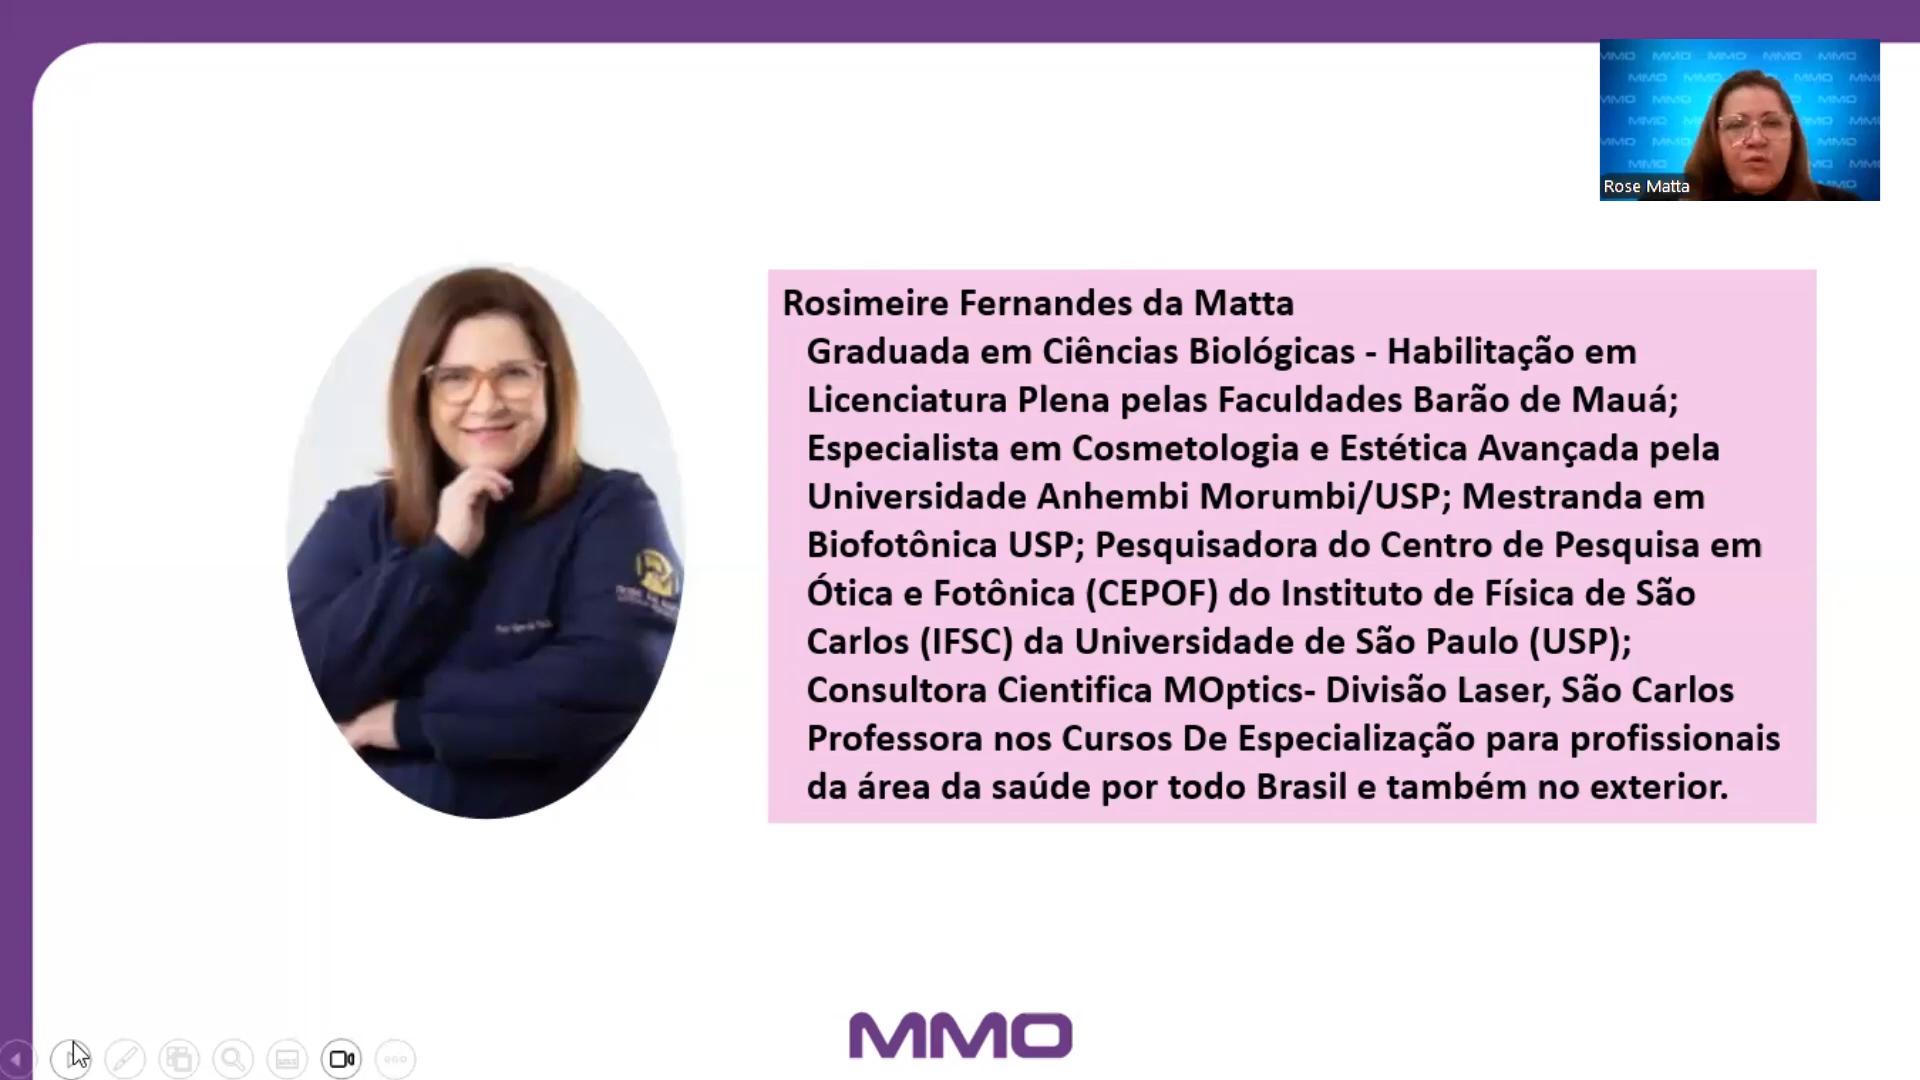 Rose Matta
Rosimeire Fernandes da Matta
Graduada em Ciências Biológicas - Habilitação em
Licenciatura Plena pelas Faculdades Barão de Mauá;
Especialista em Cosmetologia e Estética Avançada pela
Universidade Anhembi Morumbi/USP; Mestranda em
Biofotônica USP; Pesquisadora do Centro de Pesquisa em
Ótica e Fotônica (CEPOF) do Instituto de Física de São
Carlos (IFSC) da Universidade de São Paulo (USP);
Consultora Cientifica MOptics- Divisão Laser, São Carlos
Professora nos Cursos De Especialização para profissionais
da área da saúde por todo Brasil e também no exterior.
MMO